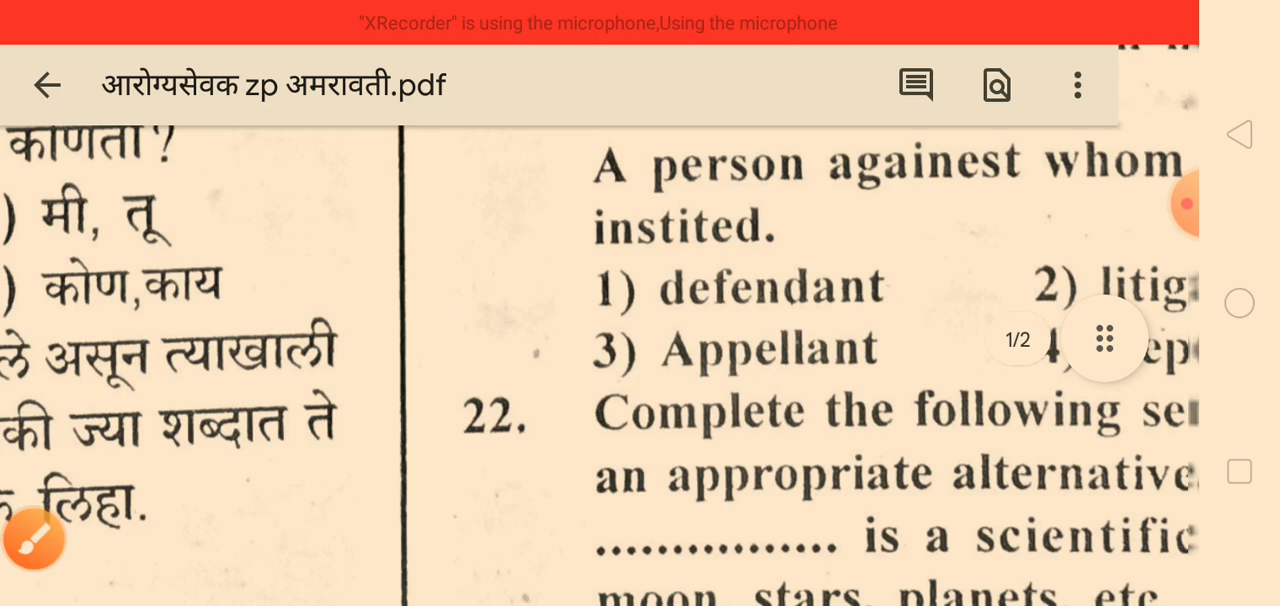 "XRecorder" is using the microphone,Using the microphone
आरोग्यसेवक zp अमरावती.pdf
कोणती?
) मी, तू
) कोण,काय
ले असून त्याखाली
की ज्या शब्दात ते
लिहा.
A person againest whom
instited.
1) defendant 2)
3) Appellant
1/2
22. Complete the following
an appropriate alternative
................ is a scientific
moon, stars, planets, etc